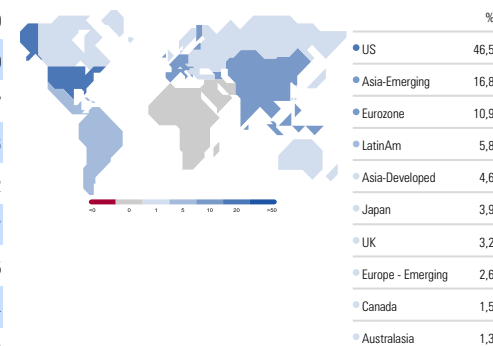 %
US 46,5
Asia-Emerging 16,8
Eurozone 10,9
LatinAm 5,8
Asia-Developed 4,6
Japan 3,9
UK 3,2
Europe - Emerging 2,6
Canada 1,5
Australasia 1,3
<0 0 1 5 10 20 >50